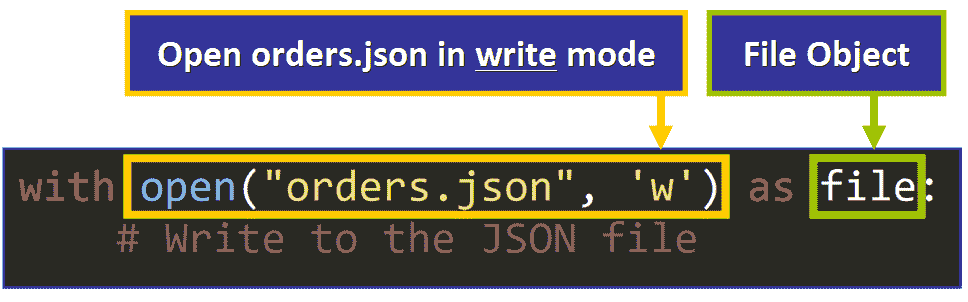 Open orders.json in write mode
File Object
with open("orders.json", 'w') as file:
# Write to the JSON file